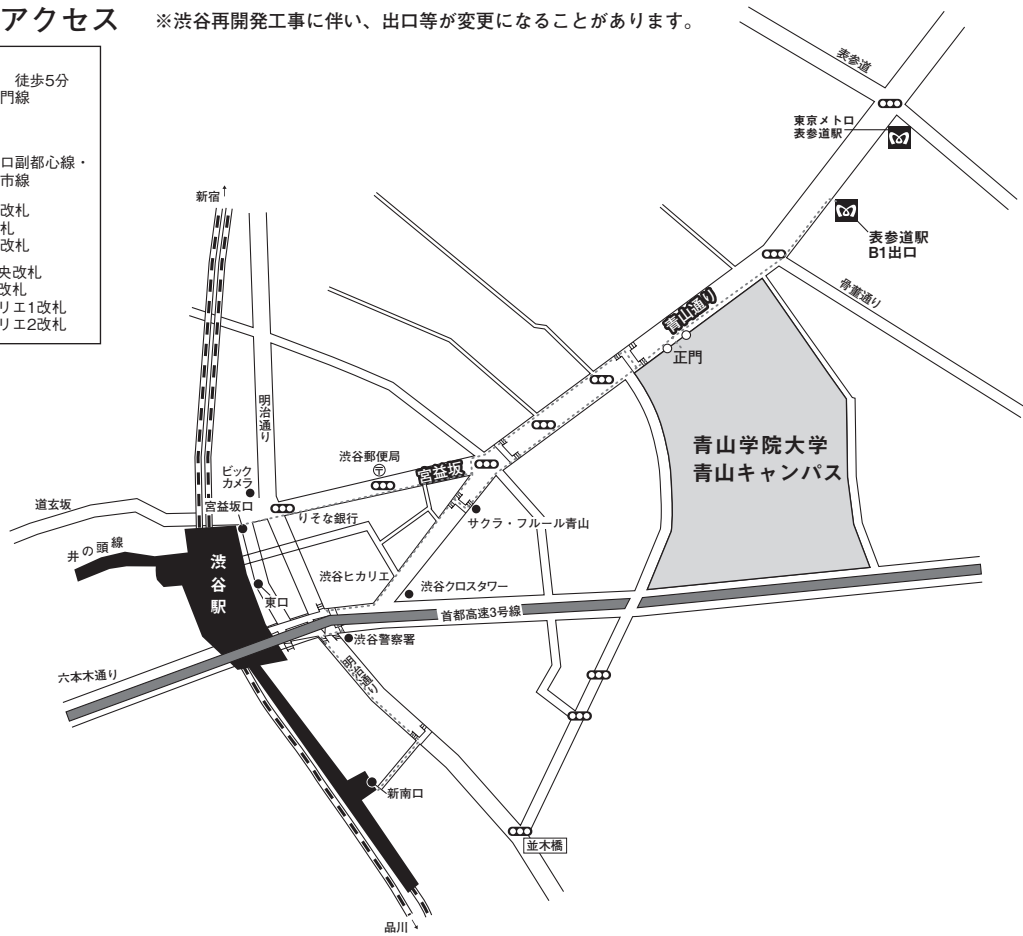 アクセス
※渋谷再開発工事に伴い、出口等が変更になることがあります。
徒歩5分
門線
口副都心線・
市線
改札
札
改札
央改札
改札
リエ1改札
リエ2改札
表参道
東京メトロ
表参道駅
表参道駅
B1出口
骨董通り
新宿
青山通り
正門
明治通り
青山学院大学
青山キャンパス
渋谷郵便局
〒
宮益坂
ビック
カメラ
宮益坂口
道玄坂
りそな銀行
サクラ・フルール青山
井の頭線
渋谷駅
渋谷ヒカリエ
渋谷クロスタワー
東口
首都高速3号線
渋谷警察署
六本木通り
明治通り
新南口
並木橋
品川